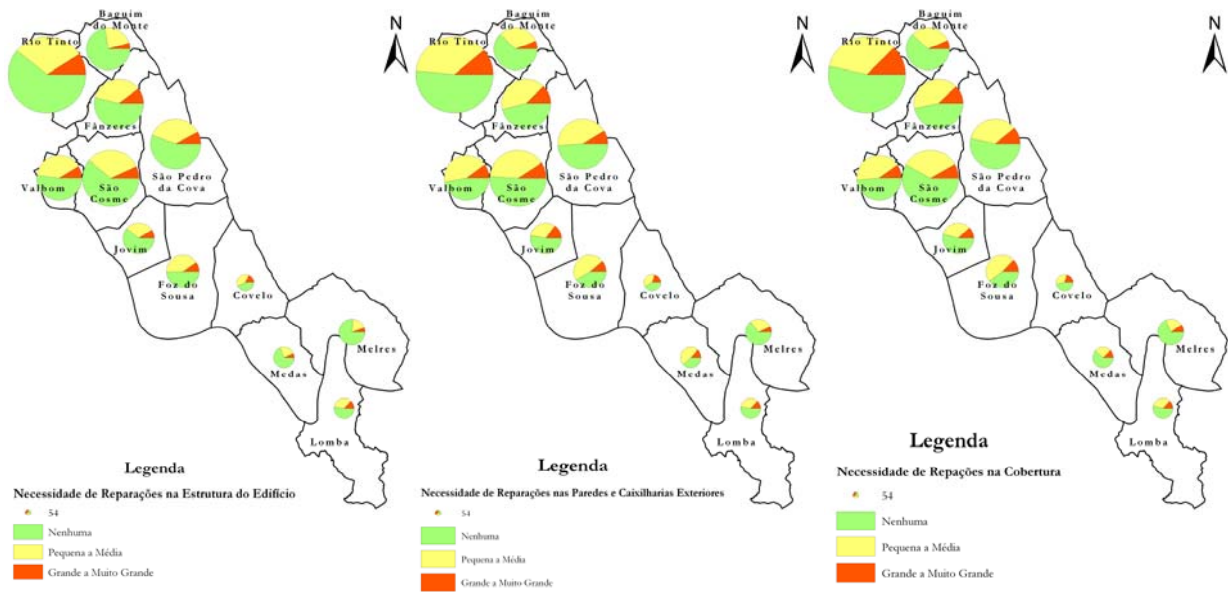 Baguim
do Monte
N
Rio Tinto
Fânzeres
São Pedro
da Cova
Valbom
São
Cosme
Jovim
Foz do
Sousa
Covelo
Melres
Medas
Lomba
Legenda
Necessidade de Reparações na Estrutura do Edifício
54
Nenhuma
Pequena a Média
Grande a Muito Grande
Baguim
do Monte
N
Rio Tinto
Fânzeres
São Pedro
da Cova
Valbom
São
Cosme
Jovim
Foz do
Sousa
Covelo
Melres
Medas
Lomba
Legenda
Necessidade de Reparações nas Paredes e Caixilharias Exteriores
54
Nenhuma
Pequena a Média
Grande a Muito Grande
Baguim
do Monte
N
Rio Tinto
Fânzeres
São Pedro
da Cova
Valbom
São
Cosme
Jovim
Foz do
Sousa
Covelo
Melres
Medas
Lomba
Legenda
Necessidade de Repações na Cobertura
54
Nenhuma
Pequena a Média
Grande a Muito Grande